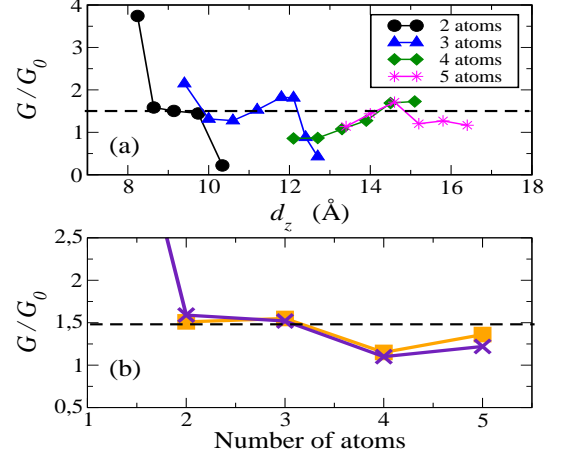 4
3
2
1
0
G/G₀
2 atoms
3 atoms
4 atoms
5 atoms
(a)
8 10 12 14 16 18
d_z (Å)
2,5
2
1,5
1
0,5
G/G₀
(b)
1 2 3 4 5
Number of atoms